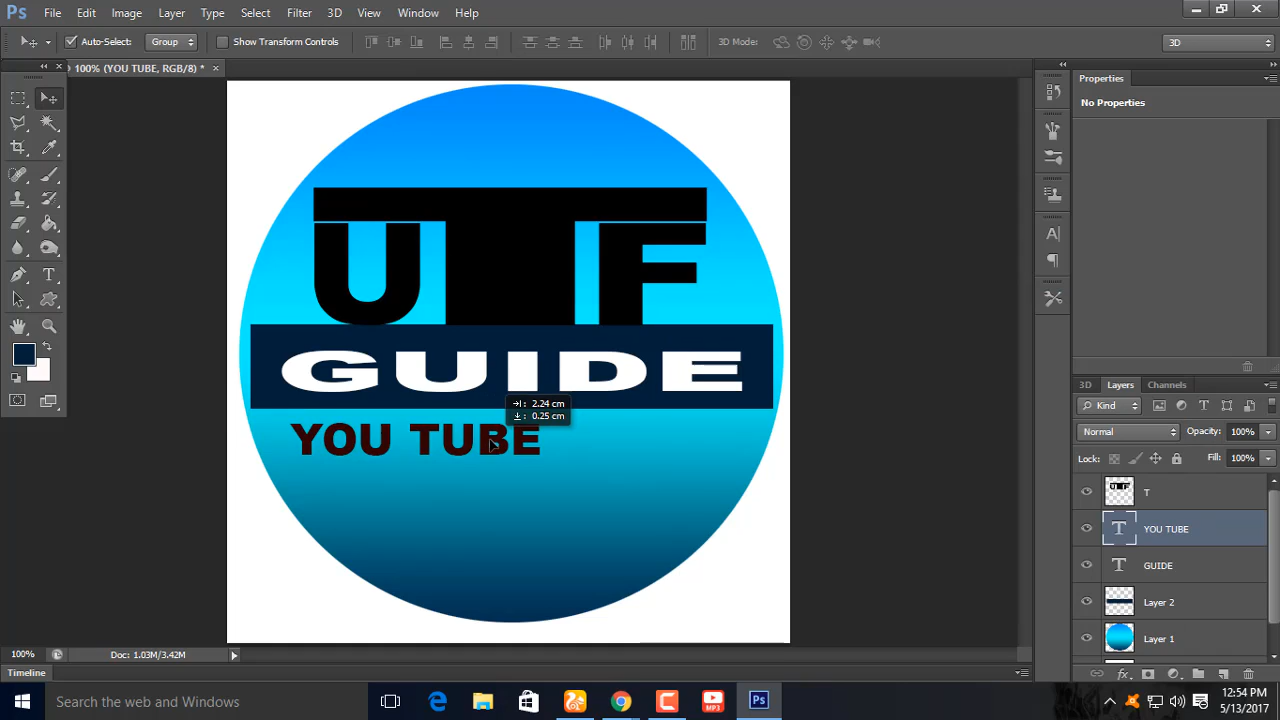 Ps File Edit Image Layer Type Select Filter 3D View Window Help
Auto-Select: Group Show Transform Controls 3D Mode: 3D
100% (YOU TUBE, RGB/8) * ×
Properties
No Properties
UTF
GUIDE
2.24 cm
0.25 cm
YOU TUBE
3D Layers Channels
Kind
Normal Opacity: 100%
Lock: Fill: 100%
T
YOU TUBE
GUIDE
Layer 2
Layer 1
100% Doc: 1.03M/3.42M
Timeline
Search the web and Windows
MP3
Ps
12:54 PM
5/13/2017